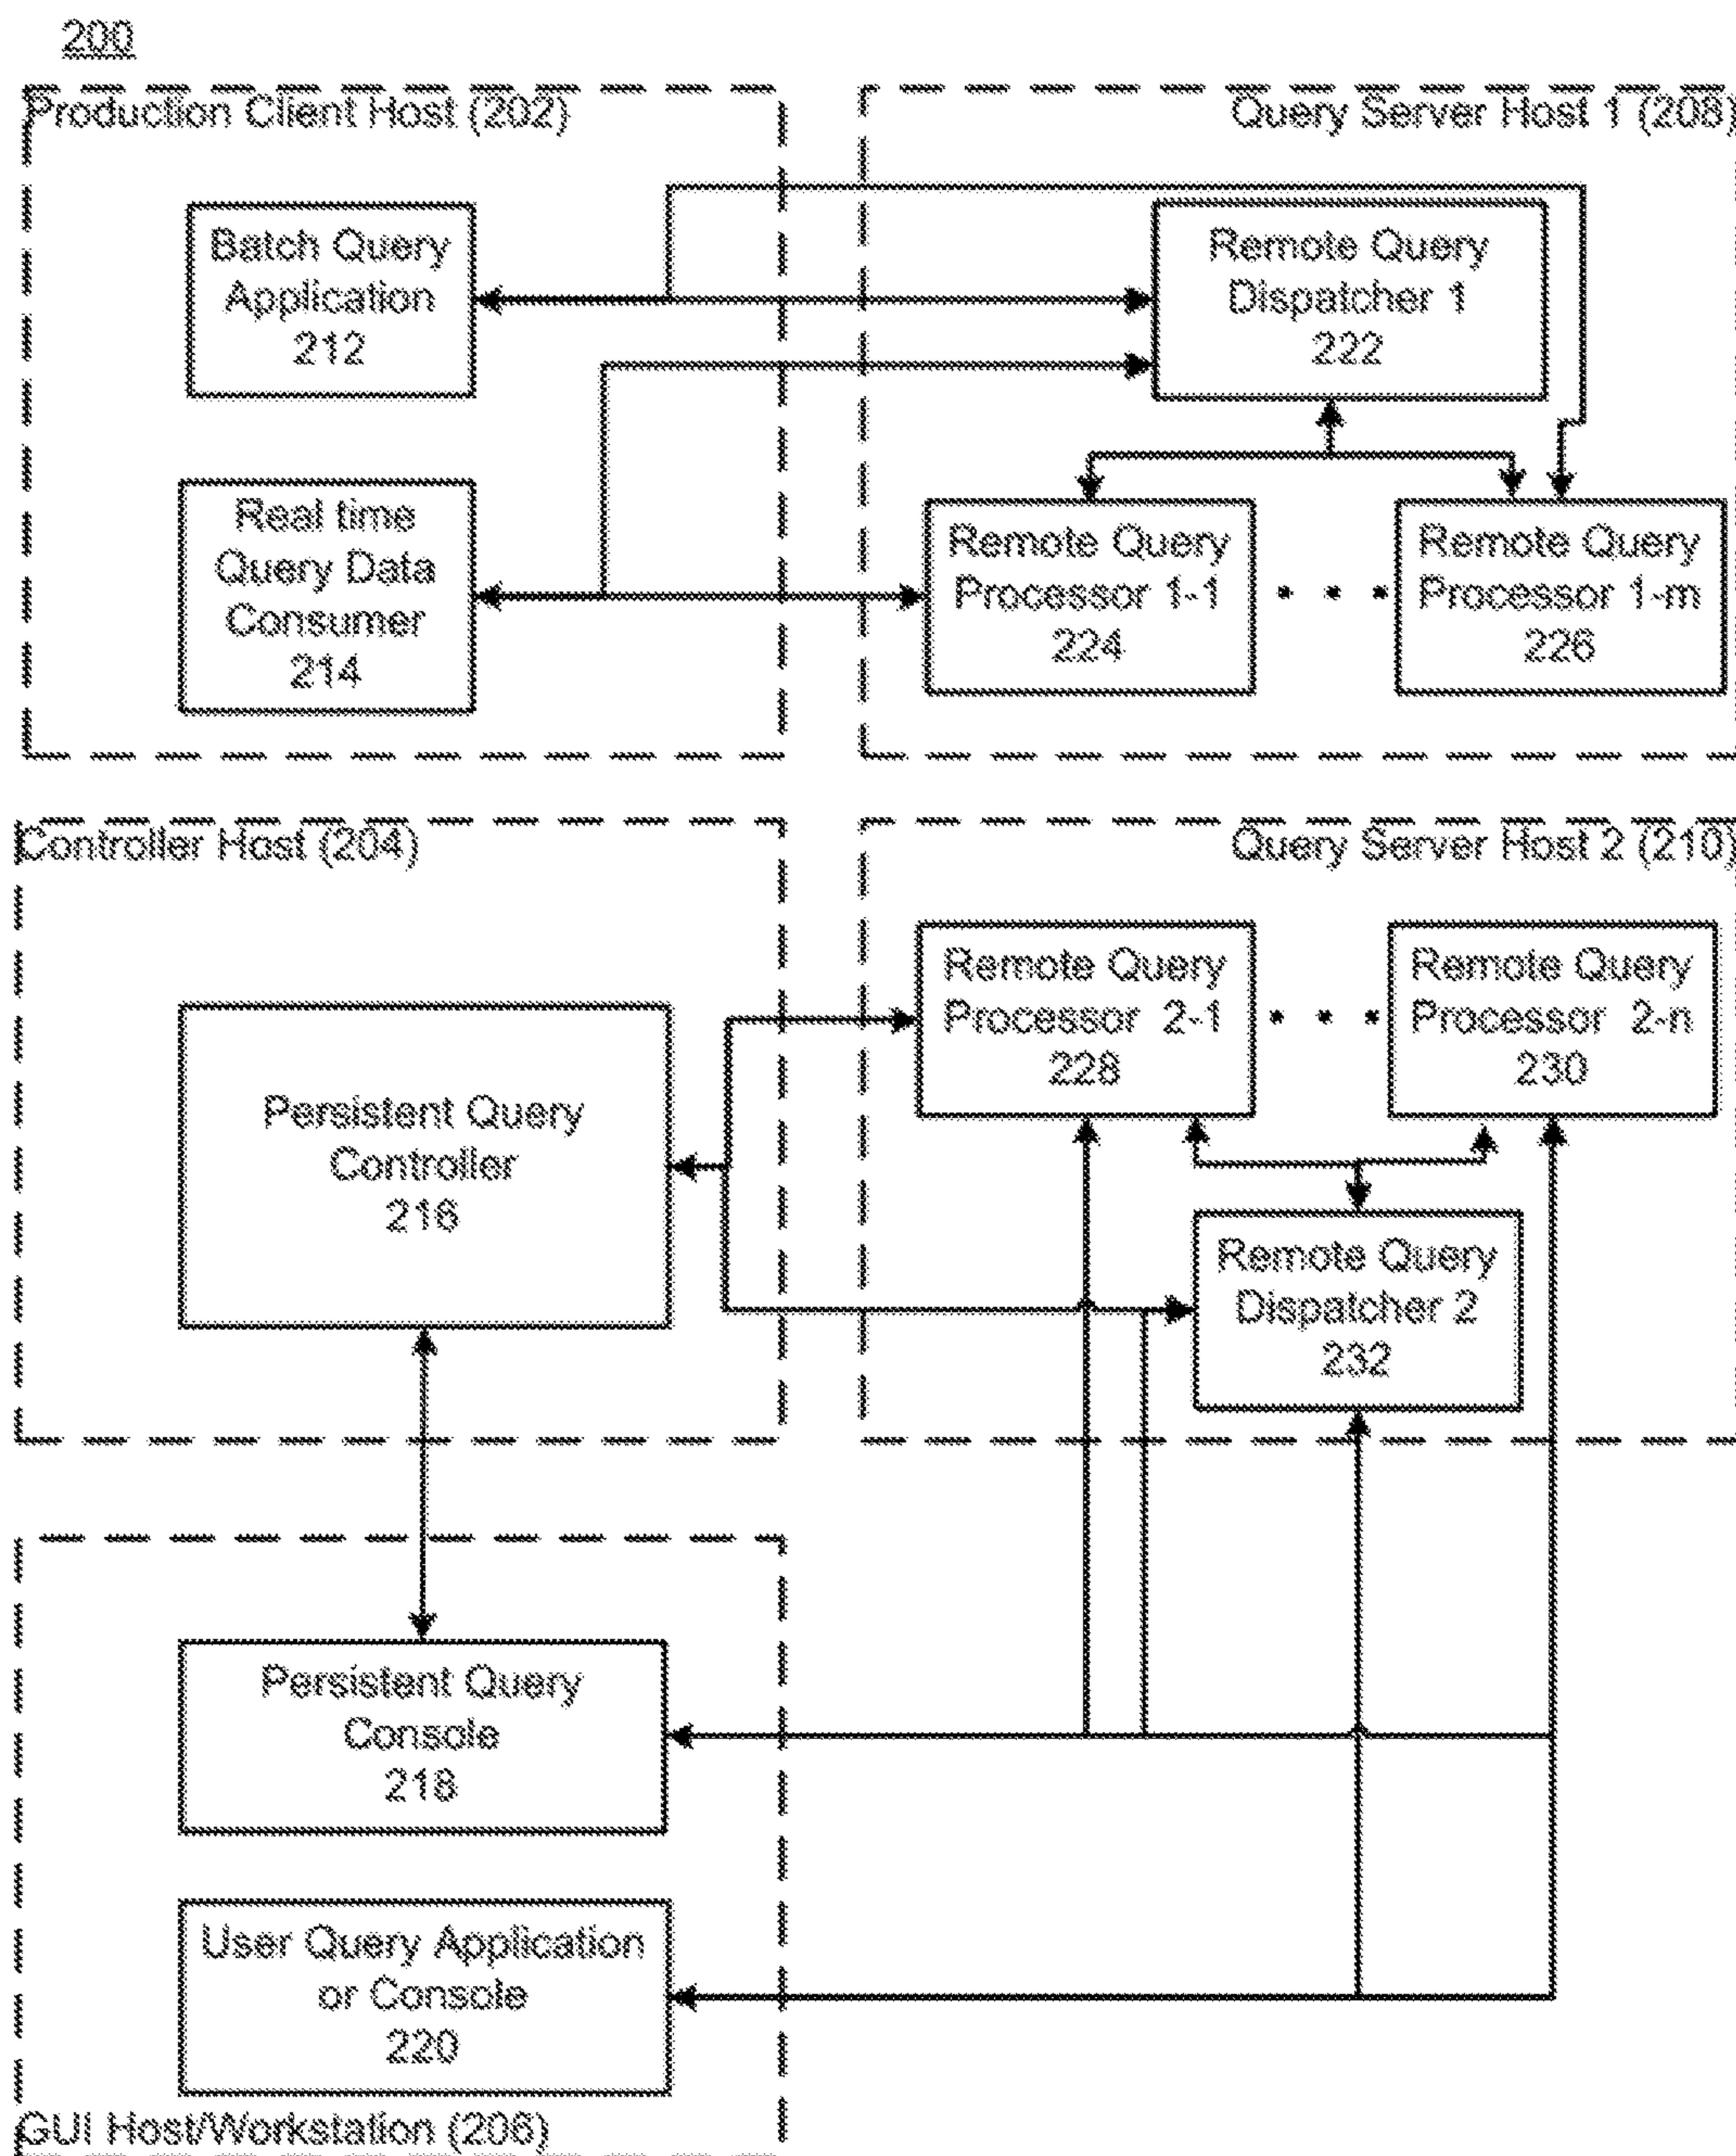 200
Production Client Host (202)
Query Server Host 1 (208)
Batch Query
Application
212
Remote Query
Dispatcher 1
222
Real time
Query Data
Consumer
214
Remote Query
Processor 1-1
224
Remote Query
Processor 1-m
226
Controller Host (204)
Query Server Host 2 (210)
Persistent Query
Controller
216
Remote Query
Processor 2-1
228
Remote Query
Processor 2-n
230
Remote Query
Dispatcher 2
232
Persistent Query
Console
218
User Query Application
or Console
220
GUI Host/Workstation (206)